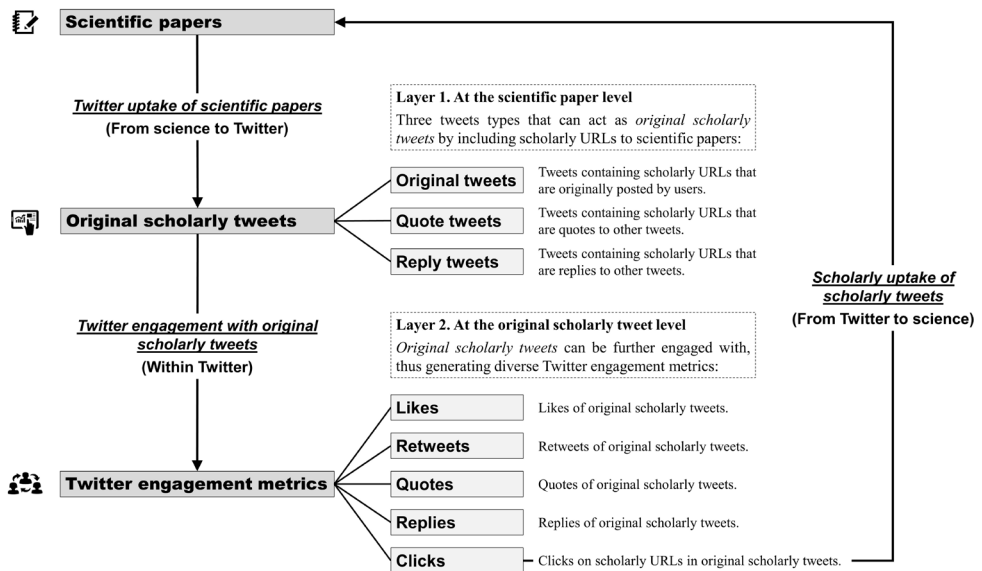 Scientific papers
Twitter uptake of scientific papers
(From science to Twitter)
Layer 1. At the scientific paper level
Three tweets types that can act as original scholarly
tweets by including scholarly URLs to scientific papers:
Original tweets
Tweets containing scholarly URLs that
are originally posted by users.
Original scholarly tweets
Quote tweets
Tweets containing scholarly URLs that
are quotes to other tweets.
Reply tweets
Tweets containing scholarly URLs that
are replies to other tweets.
Scholarly uptake of
scholarly tweets
(From Twitter to science)
Twitter engagement with original
scholarly tweets
(Within Twitter)
Layer 2. At the original scholarly tweet level
Original scholarly tweets can be further engaged with,
thus generating diverse Twitter engagement metrics:
Likes
Likes of original scholarly tweets.
Retweets
Retweets of original scholarly tweets.
Twitter engagement metrics
Quotes
Quotes of original scholarly tweets.
Replies
Replies of original scholarly tweets.
Clicks
Clicks on scholarly URLs in original scholarly tweets.